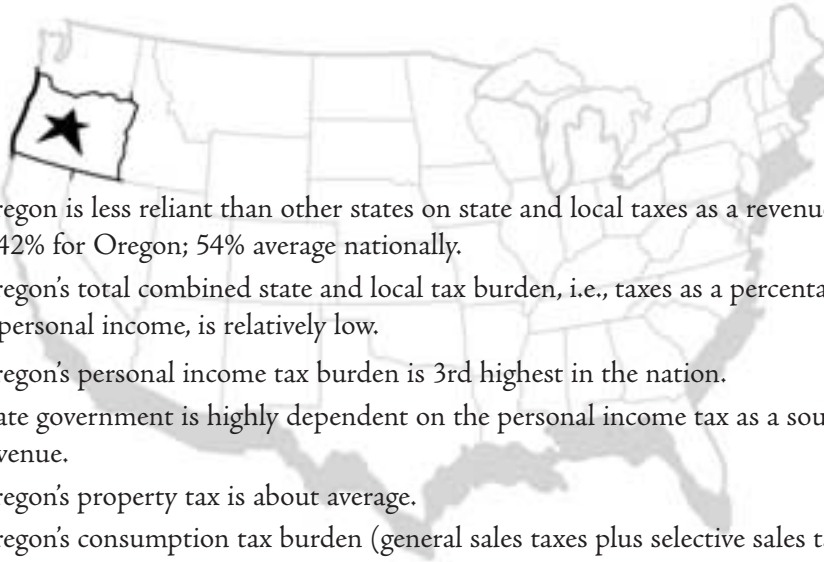 regon is less reliant than other states on state and local taxes as a revenue
42% for Oregon; 54% average nationally.
regon's total combined state and local tax burden, i.e., taxes as a percenta
personal income, is relatively low.
regon's personal income tax burden is 3rd highest in the nation.
ate government is highly dependent on the personal income tax as a sou
venue.
regon's property tax is about average.
regon's consumption tax burden (general sales taxes plus selective sales ta